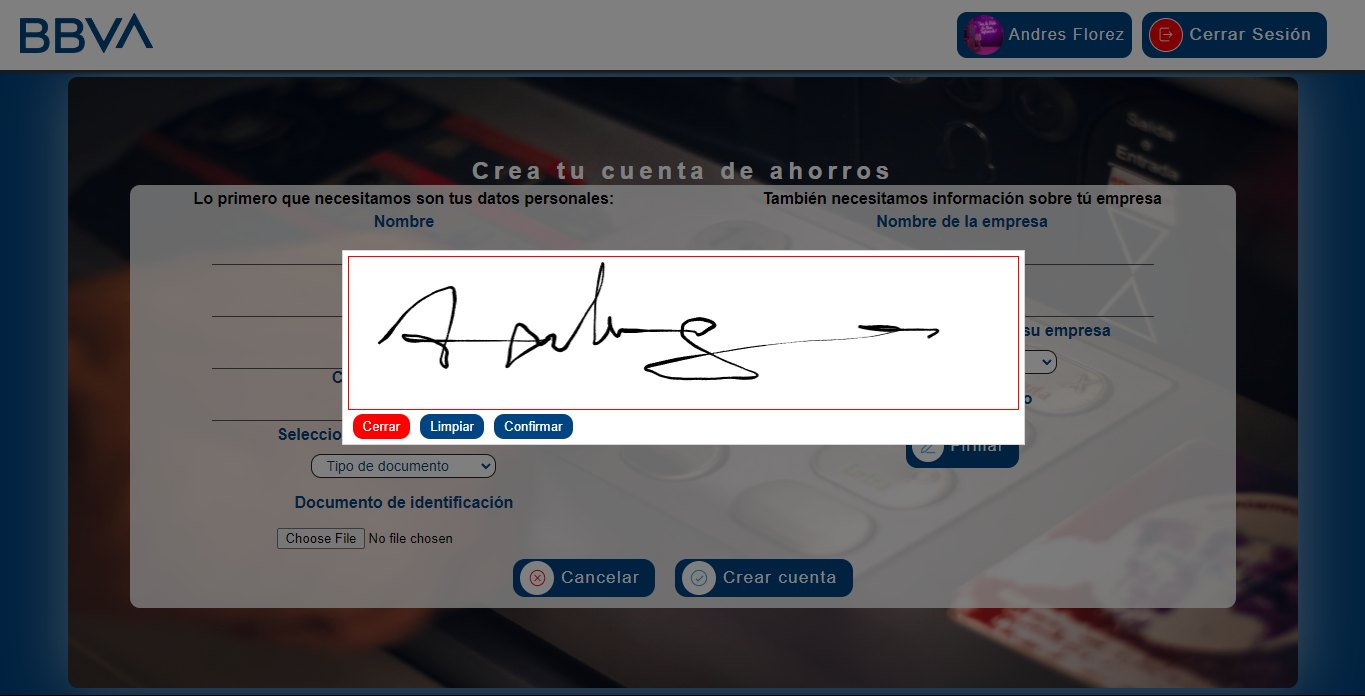 BBVA
Andres Florez
Cerrar Sesión
Salida
e
Entrada
Crea tu cuenta de ahorros
Lo primero que necesitamos son tus datos personales:
También necesitamos información sobre tú empresa
Nombre
Nombre de la empresa
su empresa
C
o
Cerrar
Limpiar
Confirmar
Seleccio
Firmar
Tipo de documento
Documento de identificación
Choose File
No file chosen
Cancelar
Crear cuenta